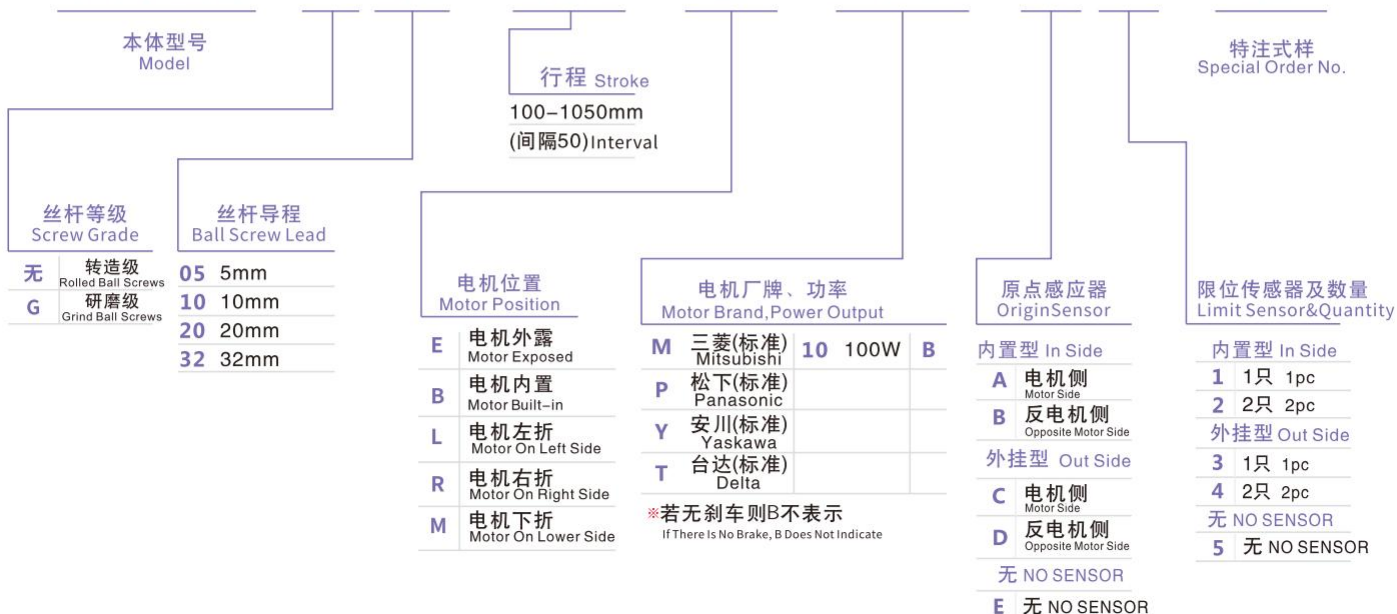 本体型号
Model
特注式样
Special Order No.
行程 Stroke
100-1050mm
(间隔50)Interval
丝杆等级
Screw Grade
无 转造级
Rolled Ball Screws
G 研磨级
Grind Ball Screws
丝杆导程
Ball Screw Lead
05 5mm
10 10mm
20 20mm
32 32mm
电机位置
Motor Position
E 电机外露
Motor Exposed
B 电机内置
Motor Built-in
L 电机左折
Motor On Left Side
R 电机右折
Motor On Right Side
M 电机下折
Motor On Lower Side
电机厂牌、功率
Motor Brand,Power Output
M 三菱(标准) 10 100W B
Mitsubishi
P 松下(标准)
Panasonic
Y 安川(标准)
Yaskawa
T 台达(标准)
Delta
※若无刹车则B不表示
If There Is No Brake, B Does Not Indicate
原点感应器
OriginSensor
内置型 In Side
A 电机侧
Motor Side
B 反电机侧
Opposite Motor Side
外挂型 Out Side
C 电机侧
Motor Side
D 反电机侧
Opposite Motor Side
无 NO SENSOR
E 无 NO SENSOR
限位传感器及数量
Limit Sensor&Quantity
内置型 In Side
1 1只 1pc
2 2只 2pc
外挂型 Out Side
3 1只 1pc
4 2只 2pc
无 NO SENSOR
5 无 NO SENSOR